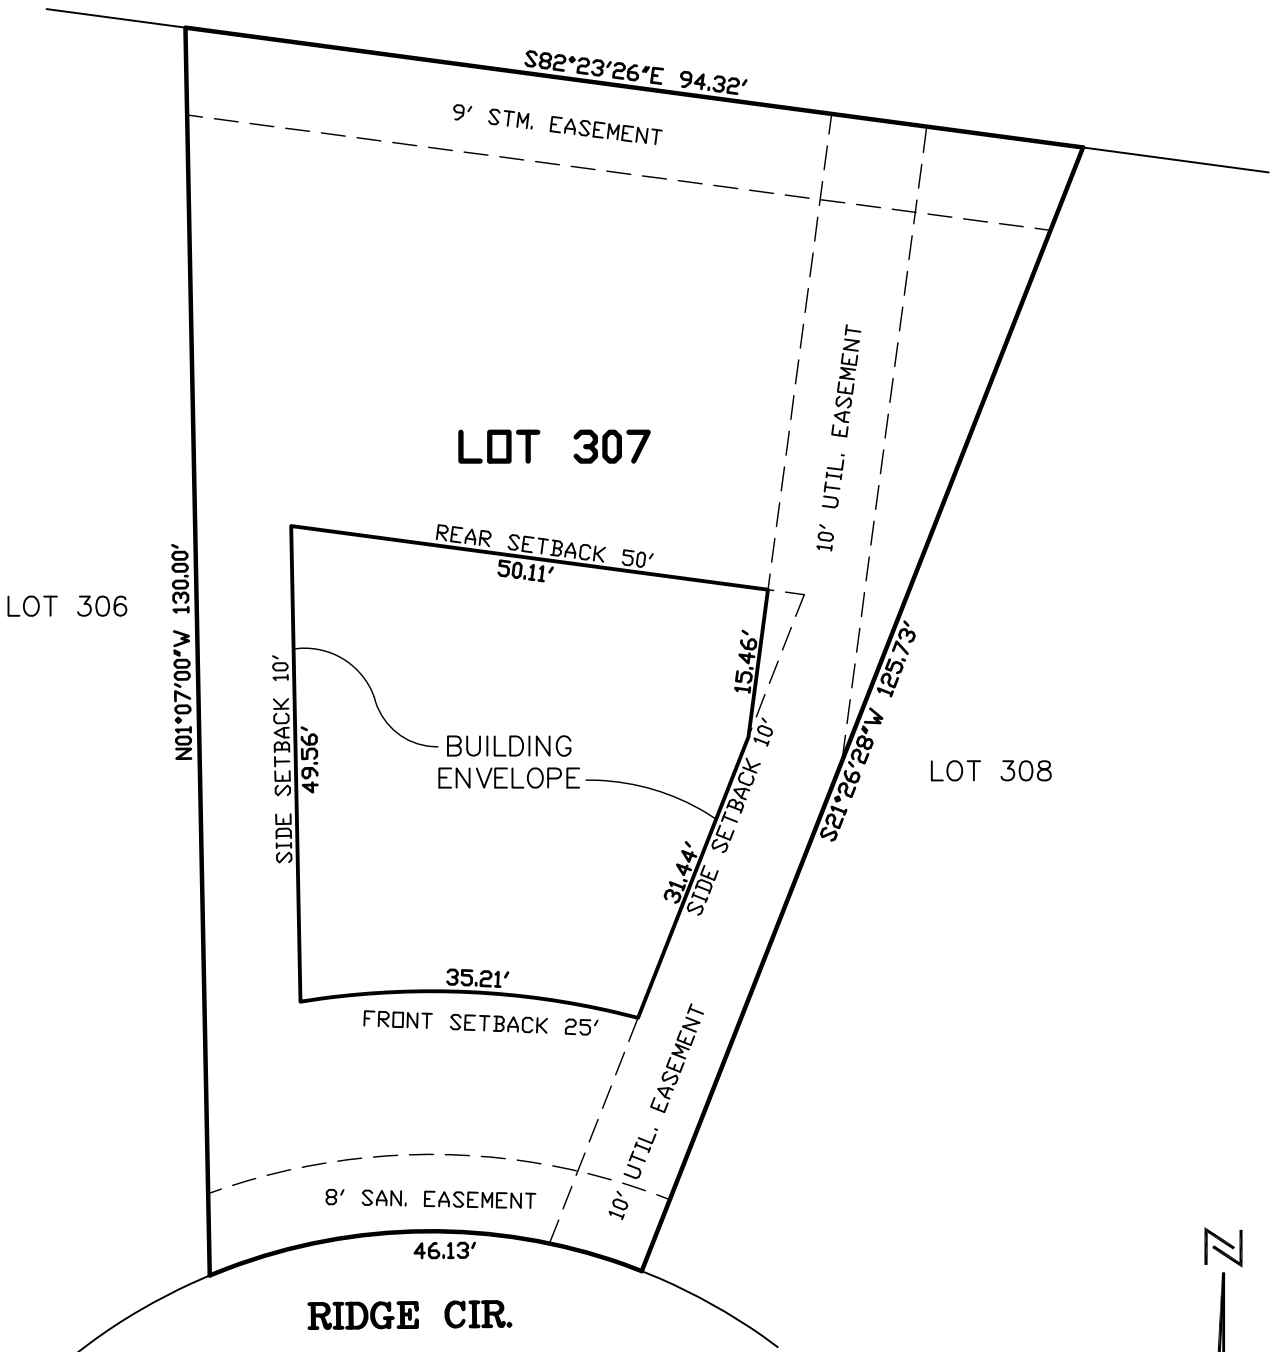 S82°23'26"E 94.32'
9' STM. EASEMENT
10' UTIL. EASEMENT
LOT 307
REAR SETBACK 50'
50.11'
LOT 306
N01°07'00"W 130.00'
SIDE SETBACK 10'
49.56'
15.46'
BUILDING
ENVELOPE
SIDE SETBACK 10'
31.44'
S21°26'28"W 125.73'
LOT 308
35.21'
FRONT SETBACK 25'
10' UTIL. EASEMENT
8' SAN. EASEMENT
46.13'
RIDGE CIR.
N